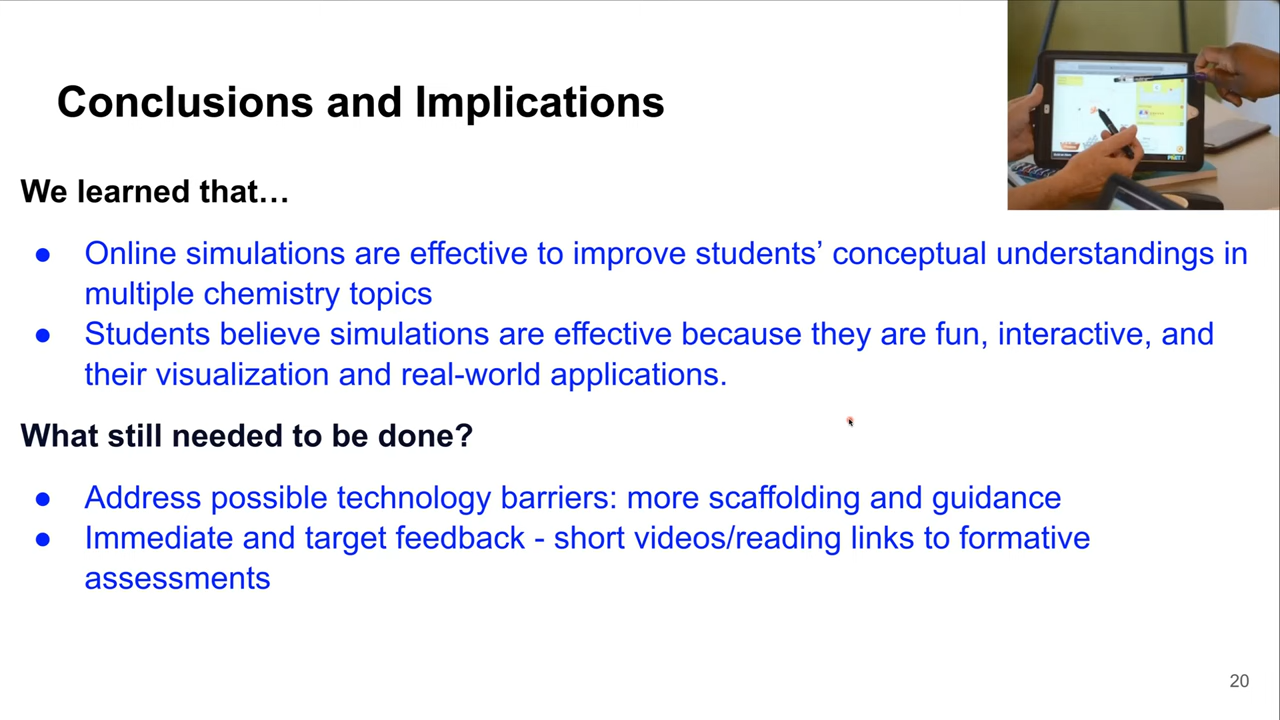 Conclusions and Implications
We learned that…
● Online simulations are effective to improve students’ conceptual understandings in
multiple chemistry topics
● Students believe simulations are effective because they are fun, interactive, and
their visualization and real-world applications.
What still needed to be done?
● Address possible technology barriers: more scaffolding and guidance
● Immediate and target feedback - short videos/reading links to formative
assessments
20